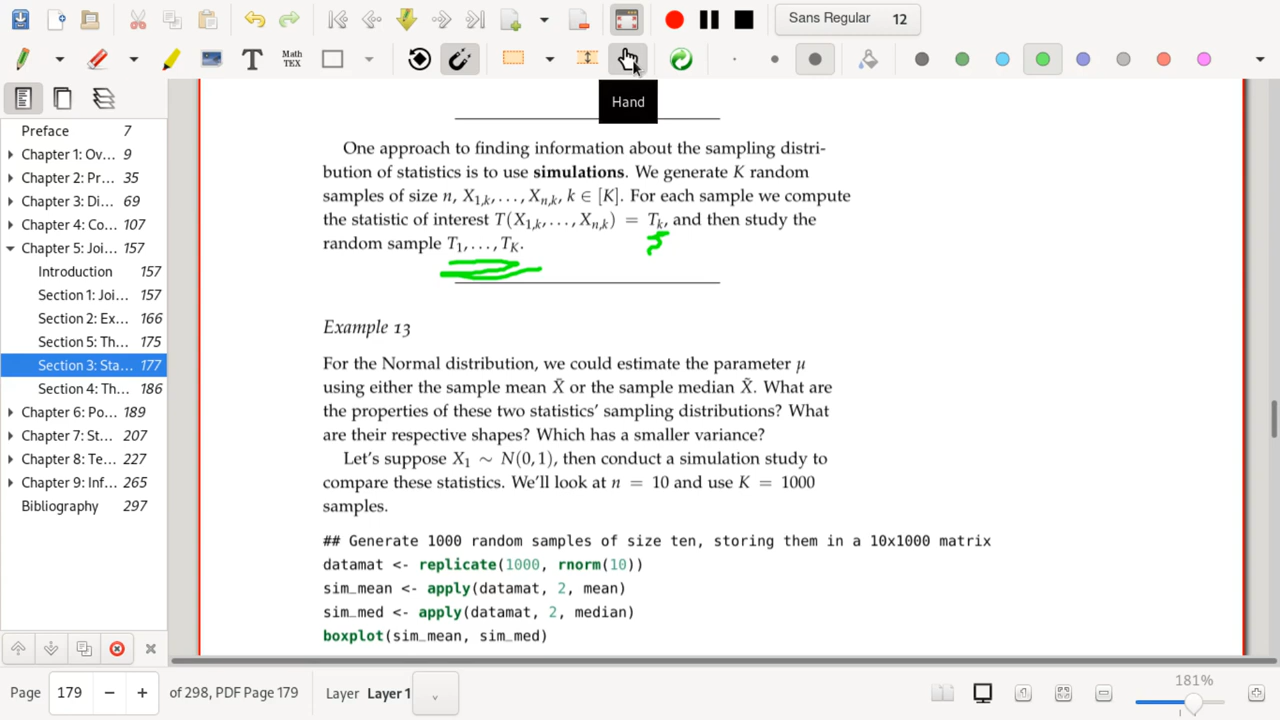 Sans Regular 12
Math
TEX
Hand
Preface 7
Chapter 1: Ov... 9
Chapter 2: Pr... 35
Chapter 3: Di... 69
Chapter 4: Co... 107
Chapter 5: Joi... 157
Introduction 157
Section 1: Joi... 157
Section 2: Ex... 166
Section 5: Th... 175
Section 3: Sta... 177
Section 4: Th... 186
Chapter 6: Po... 189
Chapter 7: St... 207
Chapter 8: Te... 227
Chapter 9: Inf... 265
Bibliography 297
One approach to finding information about the sampling distri-
bution of statistics is to use simulations. We generate K random
samples of size n, X₁,ₖ, . . . , Xₙ,ₖ, k ∈ [K]. For each sample we compute
the statistic of interest T(X₁,ₖ, . . . , Xₙ,ₖ) = Tₖ, and then study the
random sample T₁, . . . , T_K.
Example 13
For the Normal distribution, we could estimate the parameter μ
using either the sample mean X̄ or the sample median X̃. What are
the properties of these two statistics' sampling distributions? What
are their respective shapes? Which has a smaller variance?
Let's suppose X₁ ∼ N(0, 1), then conduct a simulation study to
compare these statistics. We'll look at n = 10 and use K = 1000
samples.
## Generate 1000 random samples of size ten, storing them in a 10x1000 matrix
datamat <- replicate(1000, rnorm(10))
sim_mean <- apply(datamat, 2, mean)
sim_med <- apply(datamat, 2, median)
boxplot(sim_mean, sim_med)
Page 179 of 298, PDF Page 179 Layer Layer 1 181%